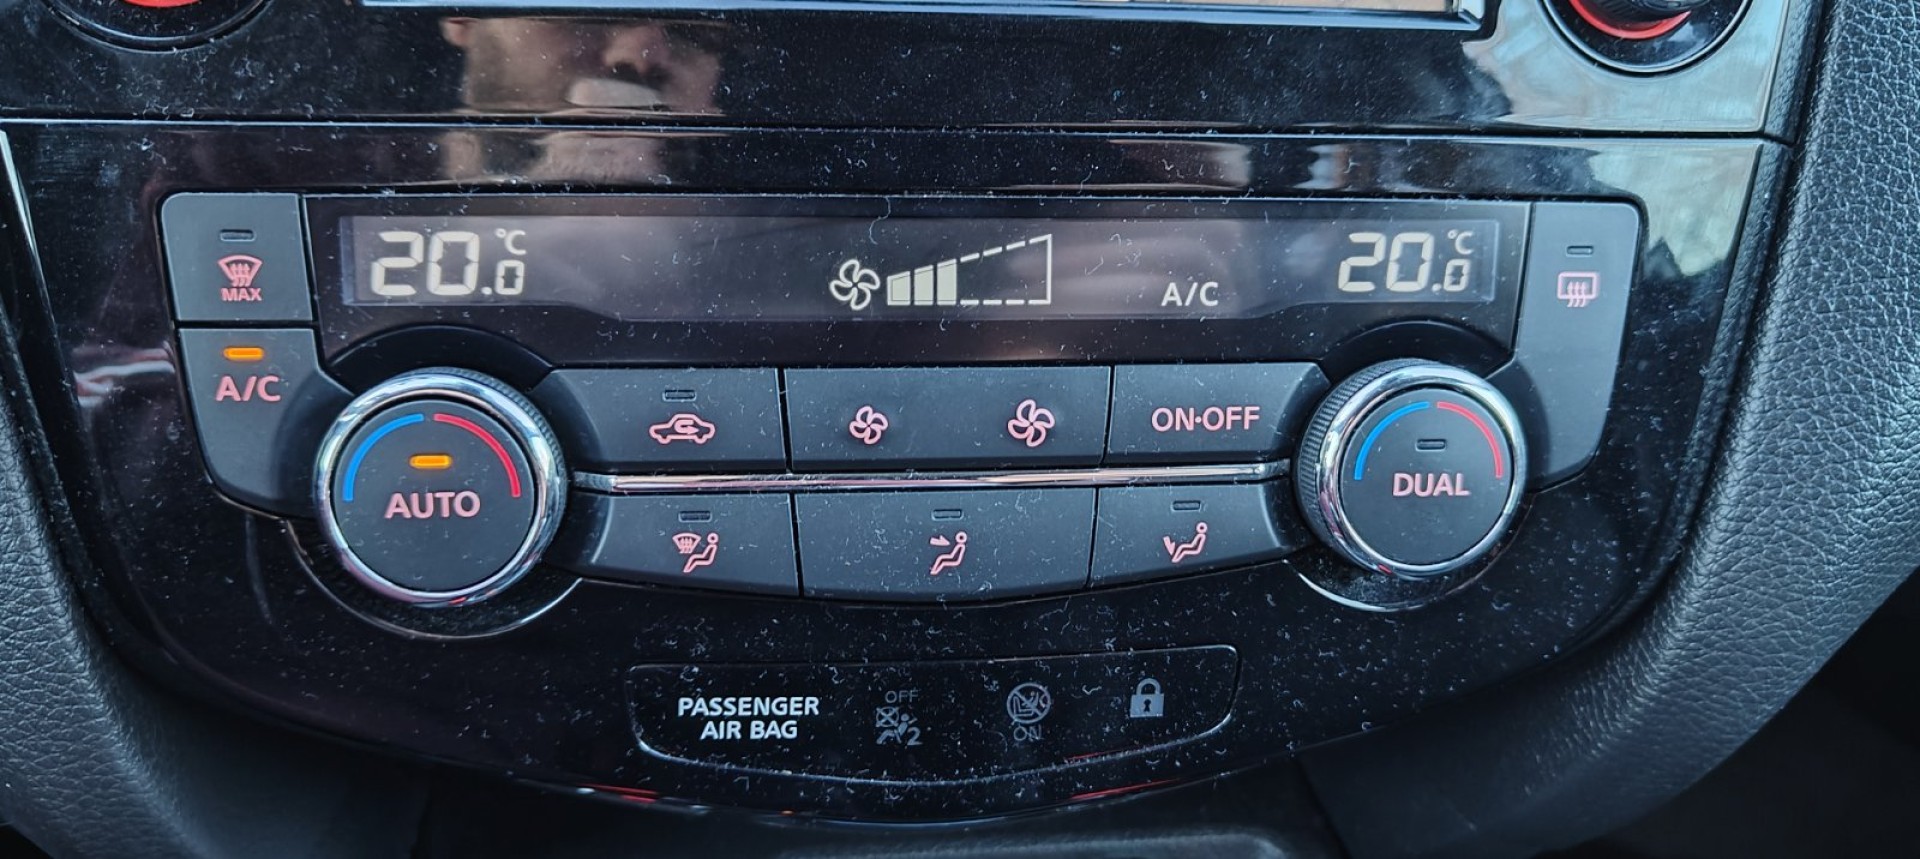 20.0 °C
A/C
20.0 °C
MAX
A/C
AUTO
ON•OFF
DUAL
PASSENGER
AIR BAG
OFF
2
ON